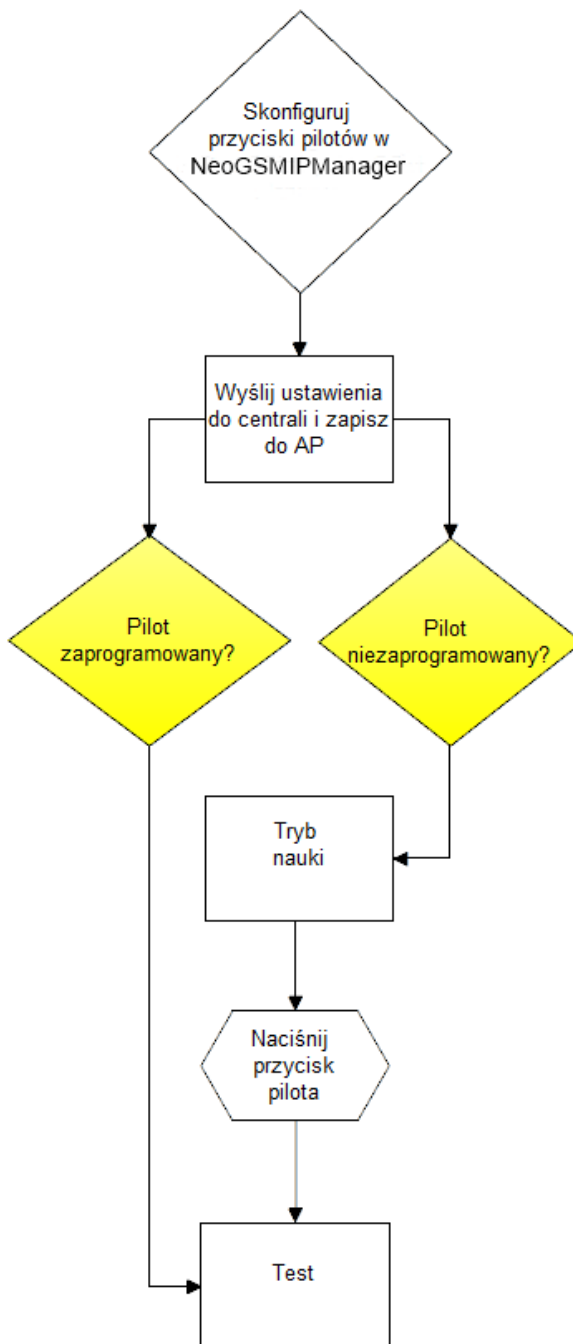 Skonfiguruj
przyciski pilotów w
NeoGSMIPManager
Wyślij ustawienia
do centrali i zapisz
do AP
Pilot
zaprogramowany?
Pilot
niezaprogramowany?
Tryb
nauki
Naciśnij
przycisk
pilota
Test